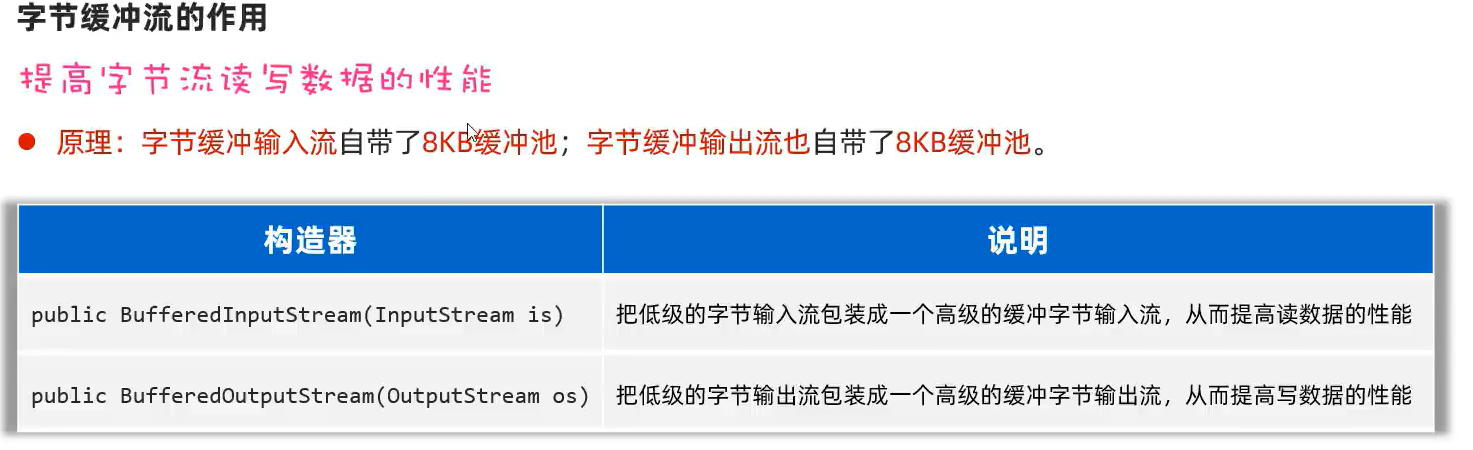 字节缓冲流的作用
提高字节流读写数据的性能
● 原理：字节缓冲输入流自带了8KB缓冲池；字节缓冲输出流也自带了8KB缓冲池。
构造器 说明
public BufferedInputStream(InputStream is) 把低级的字节输入流包装成一个高级的缓冲字节输入流，从而提高读数据的性能
public BufferedOutputStream(OutputStream os) 把低级的字节输出流包装成一个高级的缓冲字节输出流，从而提高写数据的性能